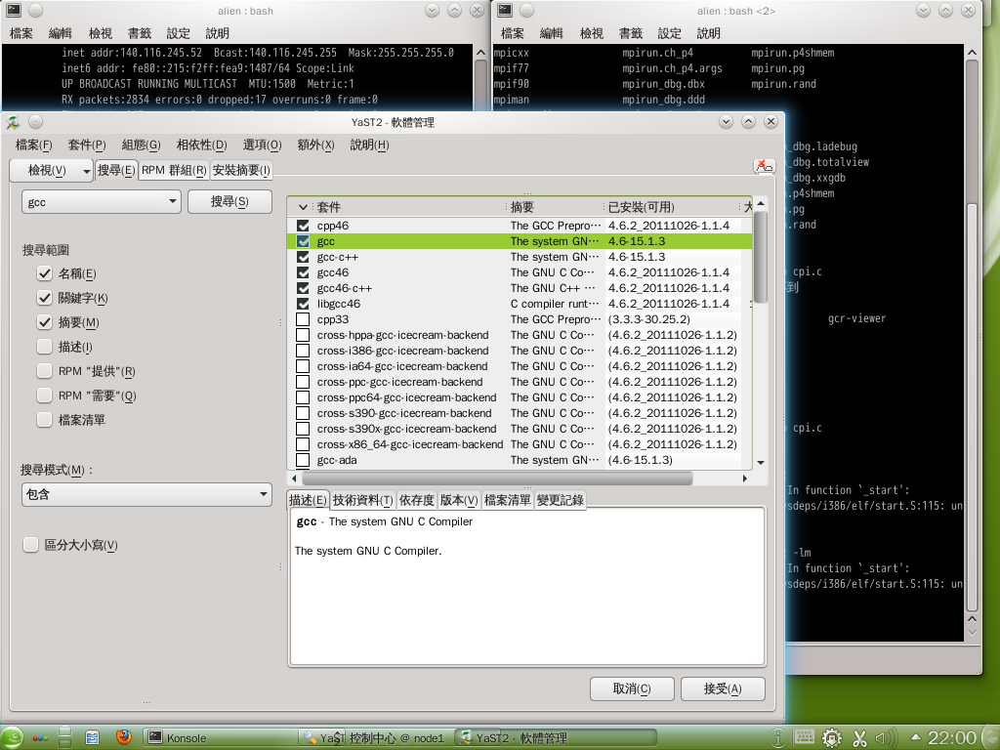 alien : bash
檔案 編輯 檢視 書籤 設定 說明
inet addr:140.116.245.52  Bcast:140.116.245.255  Mask:255.255.255.0
inet6 addr: fe80::215:f2ff:fea9:1487/64 Scope:Link
UP BROADCAST RUNNING MULTICAST  MTU:1500  Metric:1
RX packets:2834 errors:0 dropped:17 overruns:0 frame:0
alien : bash <2>
檔案 編輯 檢視 書籤 設定 說明
mpicxx mpirun.ch_p4 mpirun.p4shmem
mpif77 mpirun.ch_p4.args mpirun.pg
mpif90 mpirun_dbg.dbx mpirun.rand
mpiman mpirun_dbg.ddd
_dbg.ladebug
_dbg.totalview
_dbg.xxgdb
.p4shmem
.pg
.rand
cpi.c
到
gcr-viewer
cpi.c
In function `_start':
sdeps/i386/elf/start.S:115: un
-lm
In function `_start':
sdeps/i386/elf/start.S:115: un
YaST2 - 軟體管理
檔案(F) 套件(P) 組態(G) 相依性(D) 選項(O) 額外(X) 說明(H)
檢視(V) 搜尋(E) RPM 群組(R) 安裝摘要(I)
gcc 搜尋(S)
搜尋範圍
名稱(E)
關鍵字(K)
摘要(M)
描述(I)
RPM "提供"(R)
RPM "需要"(Q)
檔案清單
搜尋模式(M)：
包含
區分大小寫(V)
套件 摘要 已安裝(可用)
cpp46 The GCC Prepro··· 4.6.2_20111026-1.1.4
gcc The system GN··· 4.6-15.1.3
gcc-c++ The system GN··· 4.6-15.1.3
gcc46 The GNU C Co··· 4.6.2_20111026-1.1.4
gcc46-c++ The GNU C++ ··· 4.6.2_20111026-1.1.4
libgcc46 C compiler runt··· 4.6.2_20111026-1.1.4
cpp33 The GCC Prepro··· (3.3.3-30.25.2)
cross-hppa-gcc-icecream-backend The GNU C Co··· (4.6.2_20111026-1.1.2)
cross-i386-gcc-icecream-backend The GNU C Co··· (4.6.2_20111026-1.1.2)
cross-ia64-gcc-icecream-backend The GNU C Co··· (4.6.2_20111026-1.1.2)
cross-ppc-gcc-icecream-backend The GNU C Co··· (4.6.2_20111026-1.1.2)
cross-ppc64-gcc-icecream-backend The GNU C Co··· (4.6.2_20111026-1.1.2)
cross-s390-gcc-icecream-backend The GNU C Co··· (4.6.2_20111026-1.1.2)
cross-s390x-gcc-icecream-backend The GNU C Co··· (4.6.2_20111026-1.1.2)
cross-x86_64-gcc-icecream-backend The GNU C Co··· (4.6.2_20111026-1.1.2)
gcc-ada The system GN··· (4.6-15.1.3)
描述(E) 技術資料(T) 依存度 版本(V) 檔案清單 變更記錄
gcc - The system GNU C Compiler
The system GNU C Compiler.
取消(C) 接受(A)
Konsole YaST 控制中心 @ node1 YaST2 - 軟體管理 22:00